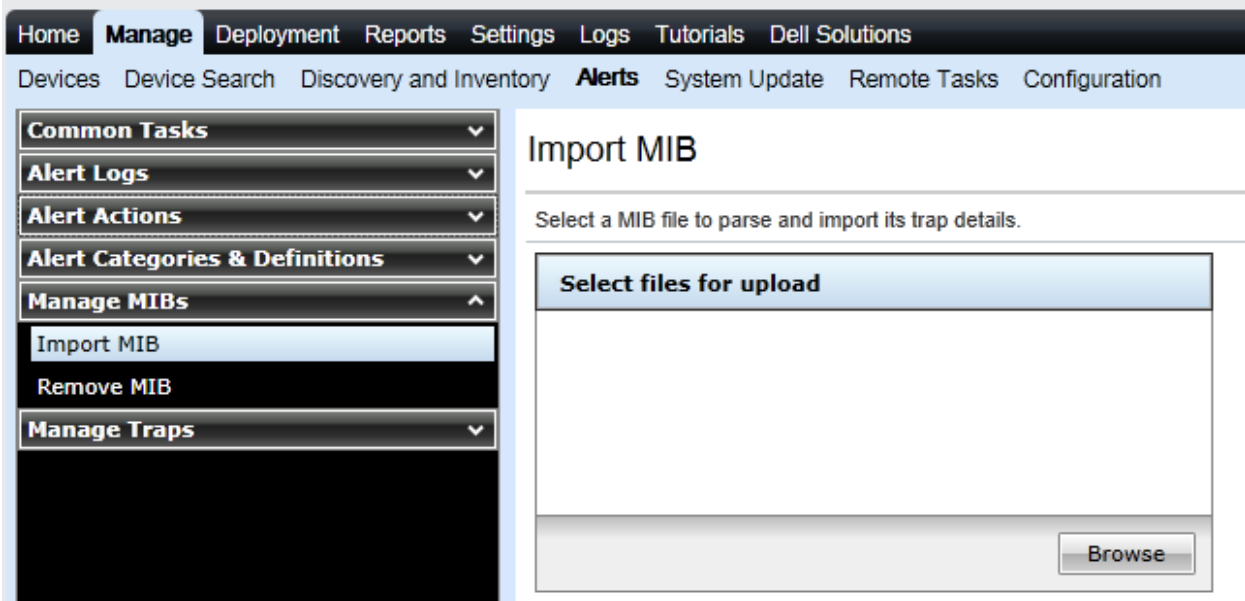 Home Manage Deployment Reports Settings Logs Tutorials Dell Solutions
Devices Device Search Discovery and Inventory Alerts System Update Remote Tasks Configuration
Common Tasks
Alert Logs
Alert Actions
Alert Categories & Definitions
Manage MIBs
Import MIB
Remove MIB
Manage Traps
Import MIB
Select a MIB file to parse and import its trap details.
Select files for upload
Browse